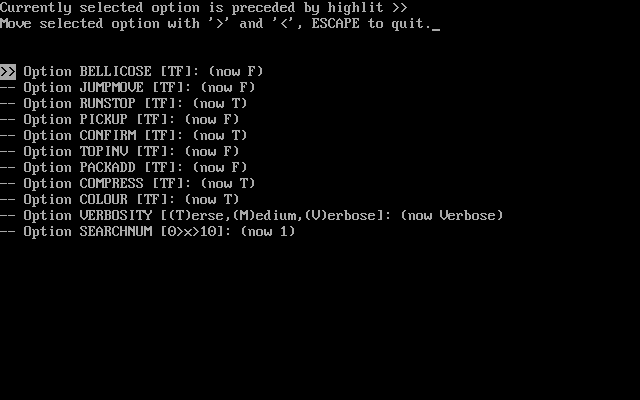 Currently selected option is preceded by highlit >>
Move selected option with '>' and '<', ESCAPE to quit._
>> Option BELLICOSE [TF]: (now F)
-- Option JUMPMOVE [TF]: (now F)
-- Option RUNSTOP [TF]: (now T)
-- Option PICKUP [TF]: (now F)
-- Option CONFIRM [TF]: (now T)
-- Option TOPINV [TF]: (now F)
-- Option PACKADD [TF]: (now F)
-- Option COMPRESS [TF]: (now T)
-- Option COLOUR [TF]: (now T)
-- Option VERBOSITY [(T)erse,(M)edium,(V)erbose]: (now Verbose)
-- Option SEARCHNUM [0>x>10]: (now 1)